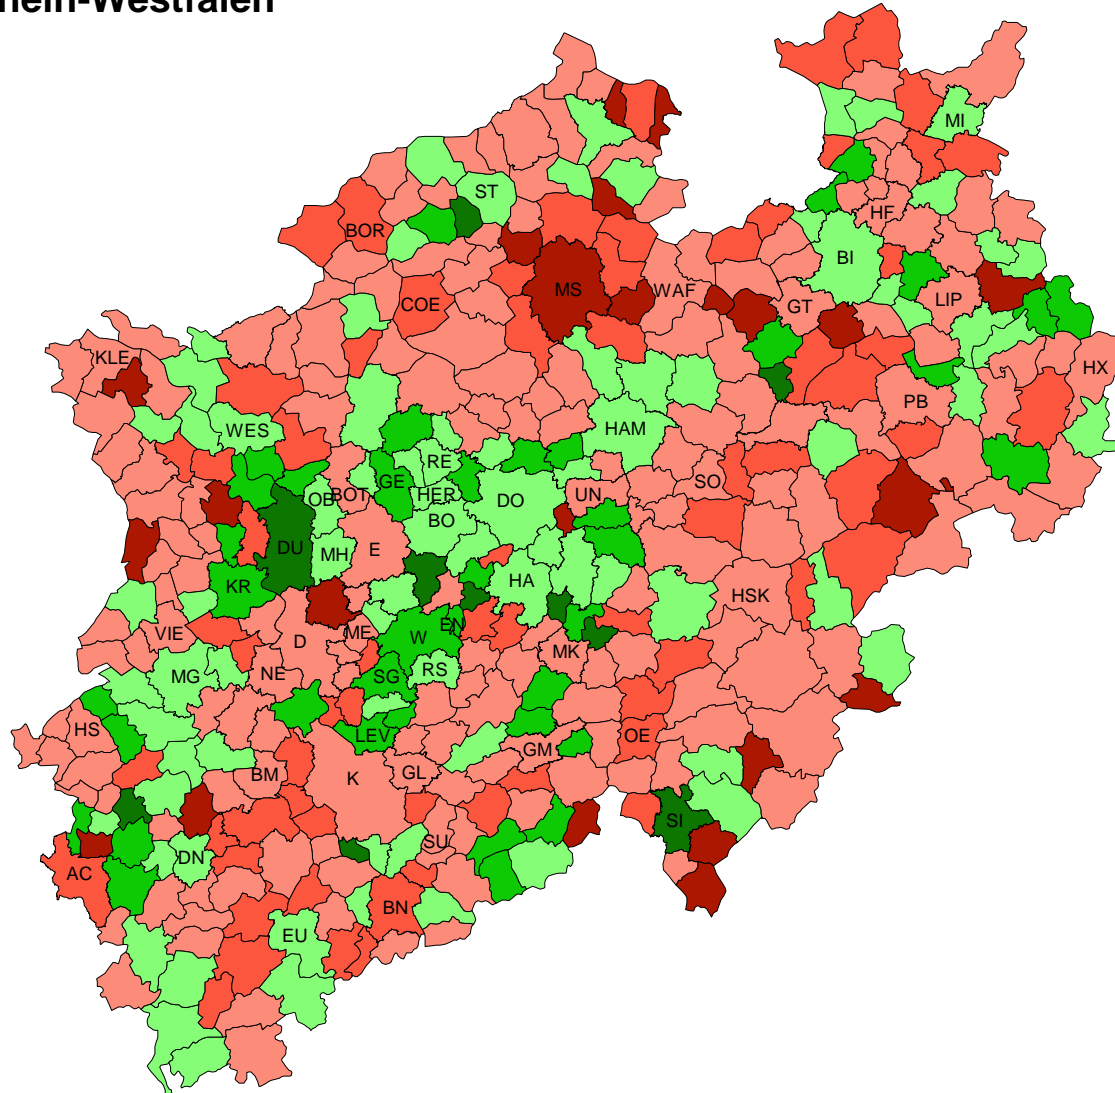 hein-Westfalen
MI
ST
HF
BOR
BI
MS
WAF
COE
GT
LIP
KLE
HX
PB
WES
HAM
RE
GE
SO
OB
BOT
HER
DO
UN
BO
DU
MH
E
KR
HA
HSK
EN
VIE
D
ME
W
MK
NE
MG
SG
RS
HS
LEV
OE
GM
BM
K
GL
SI
SU
DN
AC
BN
EU